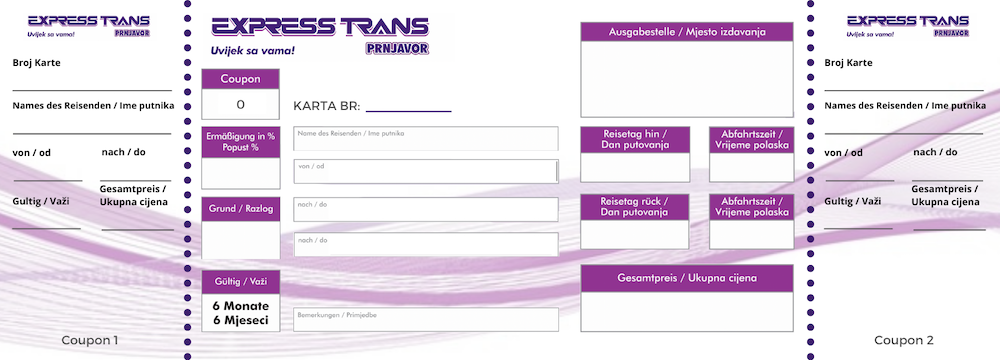 EXPRESS TRANS
Uvijek sa vama!
PRNJAVOR
Broj Karte
Names des Reisenden / Ime putnika
von / od
nach / do
Gultig / Važi
Gesamtpreis /
Ukupna cijena
Coupon 1
EXPRESS TRANS
Uvijek sa vama!
PRNJAVOR
Coupon
0
KARTA BR:
Ermäßigung in %
Popust %
Grund / Razlog
Gültig / Važi
6 Monate
6 Mjeseci
Name des Reisenden / Ime putnika
von / od
nach / do
nach / do
Bemerkungen / Primjedbe
Ausgabestelle / Mjesto izdavanja
Reisetag hin /
Dan putovanja
Abfahrtszeit /
Vrijeme polaska
Reisetag rück /
Dan putovanja
Abfahrtszeit /
Vrijeme polaska
Gesamtpreis / Ukupna cijena
EXPRESS TRANS
Uvijek sa vama!
PRNJAVOR
Broj Karte
Names des Reisenden / Ime putnika
von / od
nach / do
Gultig / Važi
Gesamtpreis /
Ukupna cijena
Coupon 2